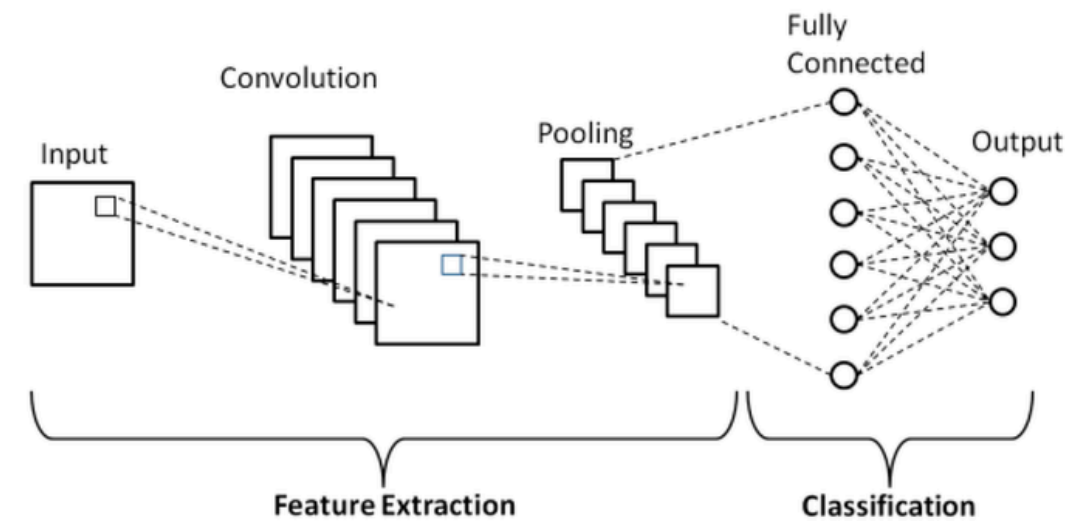 Input
Convolution
Pooling
Fully
Connected
Output
Feature Extraction
Classification